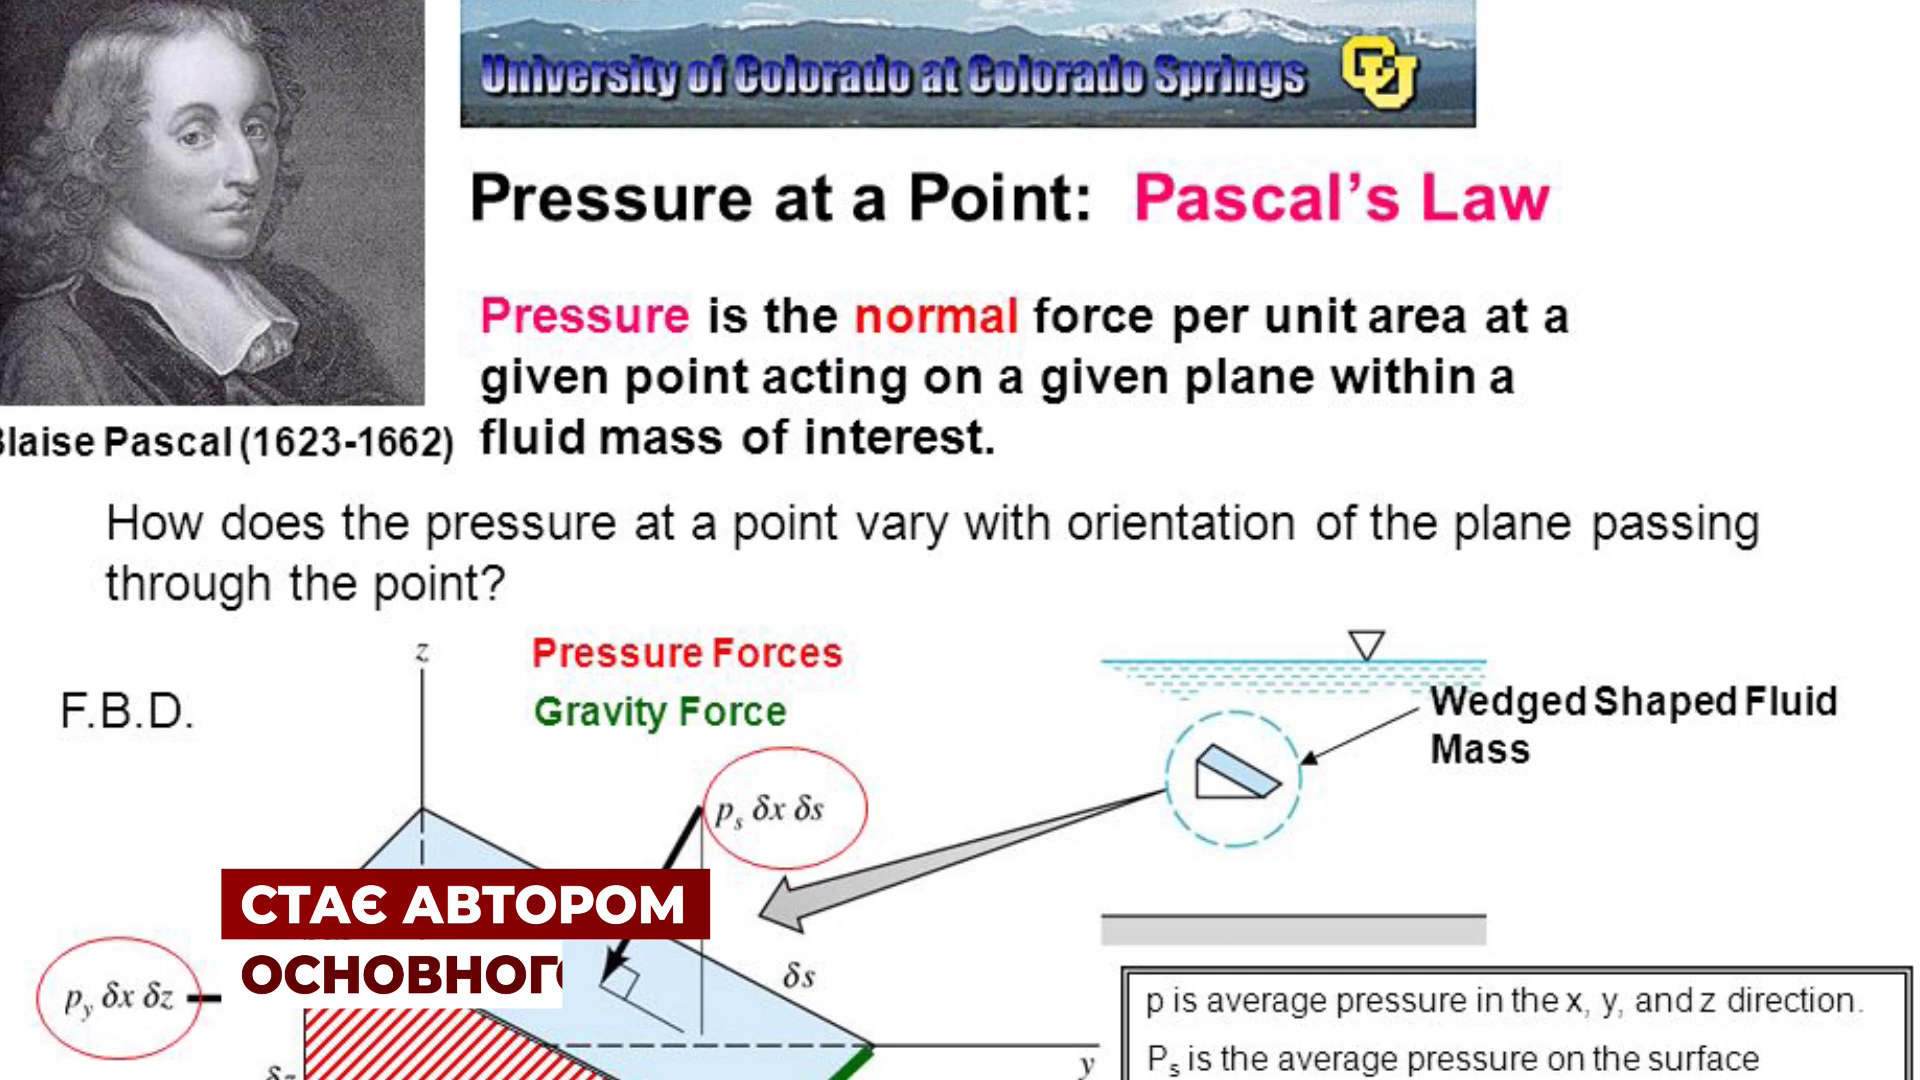 University of Colorado at Colorado Springs
CU
Pressure at a Point: Pascal's Law
Pressure is the normal force per unit area at a
given point acting on a given plane within a
fluid mass of interest.
Blaise Pascal (1623-1662)
How does the pressure at a point vary with orientation of the plane passing
through the point?
F.B.D.
z
Pressure Forces
Gravity Force
Wedged Shaped Fluid
Mass
pₛ δx δs
СТАЄ АВТОРОМ
ОСНОВНОГО
δs
p_y δx δz
y
δz
p is average pressure in the x, y, and z direction.
Pₛ is the average pressure on the surface